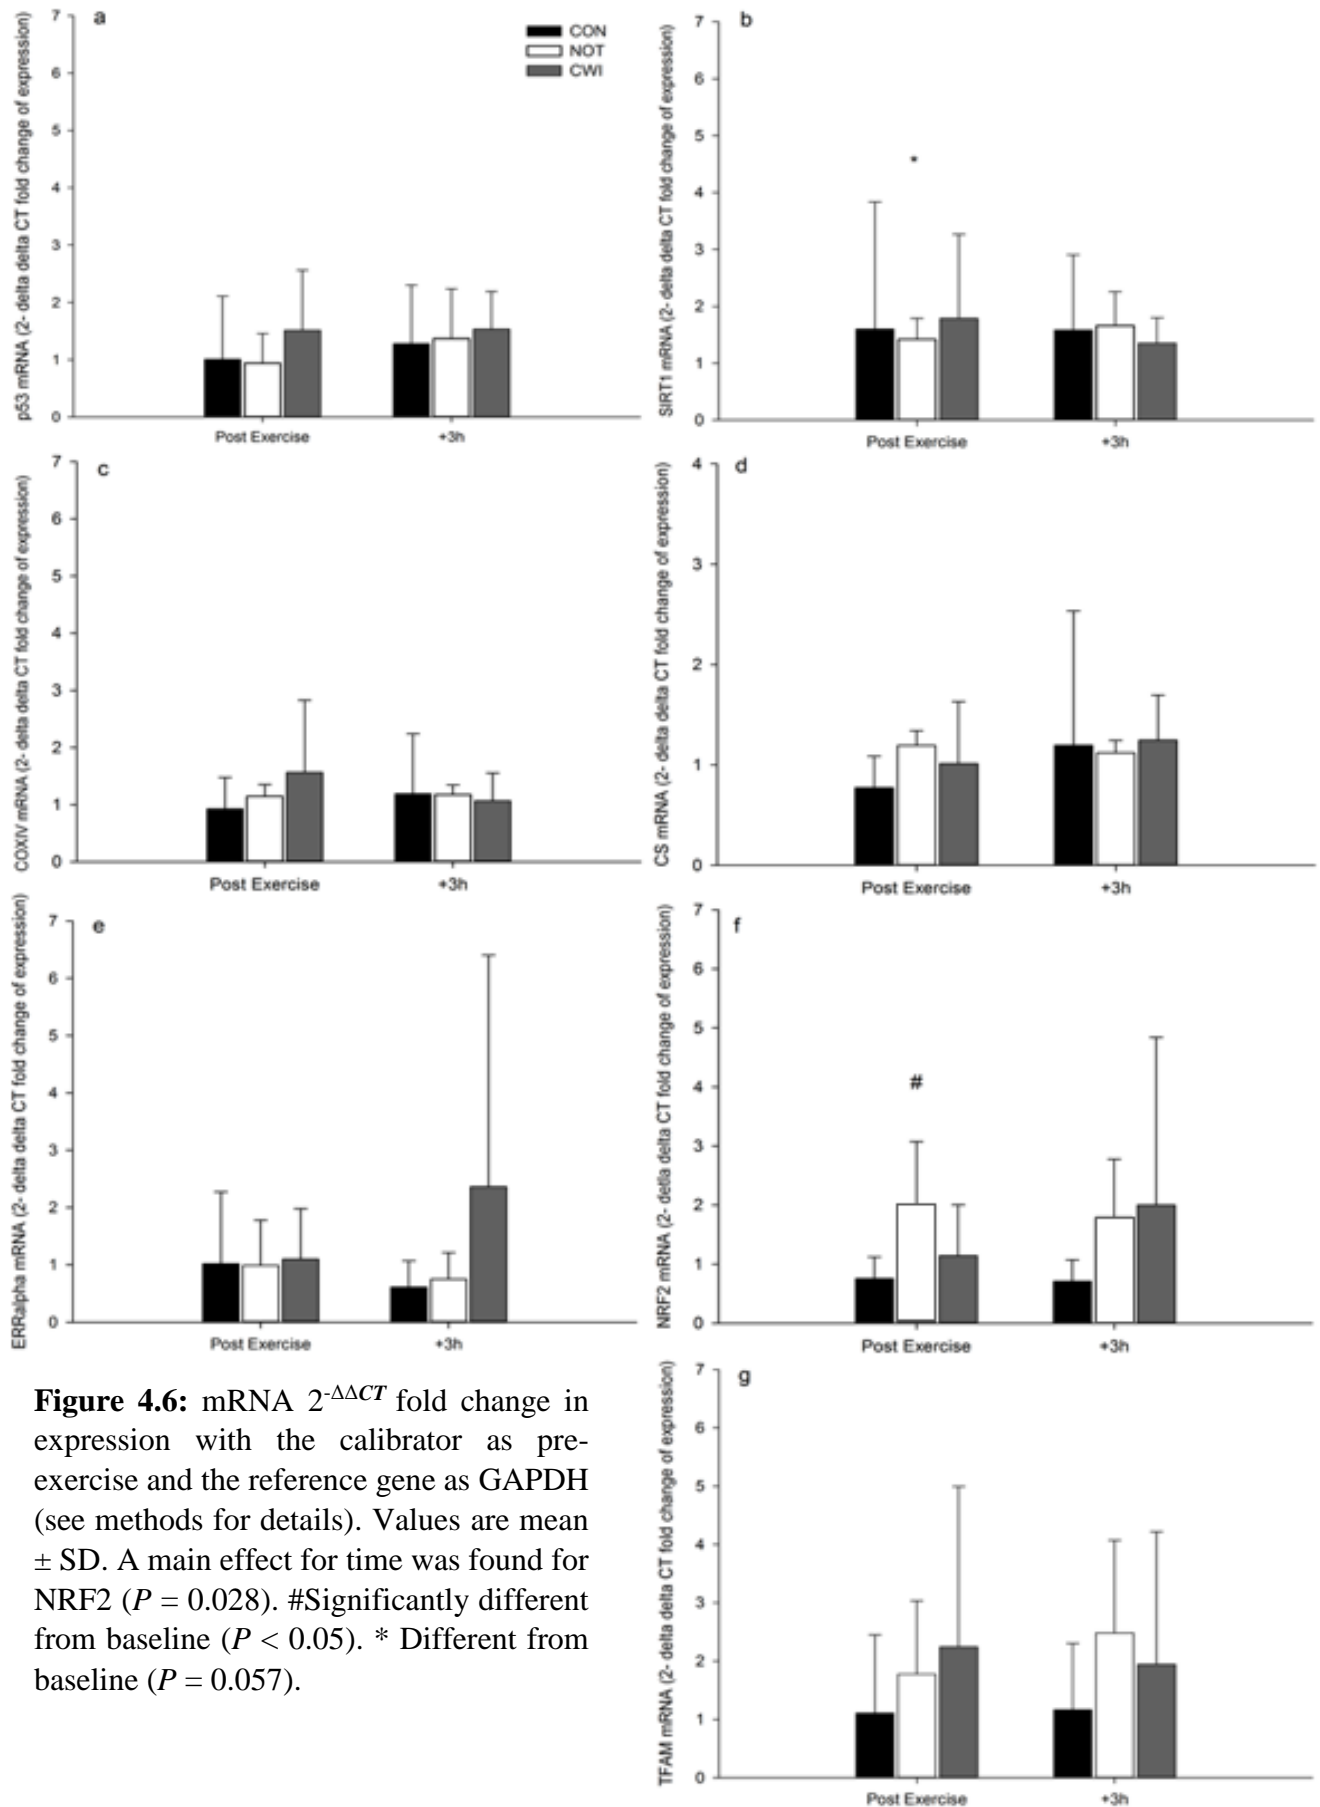 a
p53 mRNA (2- delta delta CT fold change of expression)
7
6
5
4
3
2
1
0
CON
NOT
CWI
Post Exercise
+3h
b
SIRT1 mRNA (2- delta delta CT fold change of expression)
7
6
5
4
3
2
1
0
*
Post Exercise
+3h
c
COXIV mRNA (2- delta delta CT fold change of expression)
7
6
5
4
3
2
1
0
Post Exercise
+3h
d
CS mRNA (2- delta delta CT fold change of expression)
4
3
2
1
0
Post Exercise
+3h
e
ERRalpha mRNA (2- delta delta CT fold change of expression)
7
6
5
4
3
2
1
0
Post Exercise
+3h
f
NRF2 mRNA (2- detla delta CT fold change of expression)
7
6
5
4
3
2
1
0
#
Post Exercise
+3h
Figure 4.6: mRNA 2-ΔΔCT fold change in
expression with the calibrator as pre-
exercise and the reference gene as GAPDH
(see methods for details). Values are mean
± SD. A main effect for time was found for
NRF2 (P = 0.028). #Significantly different
from baseline (P < 0.05). * Different from
baseline (P = 0.057).
g
TFAM mRNA (2- delta delta CT fold change of expression)
7
6
5
4
3
2
1
0
Post Exercise
+3h